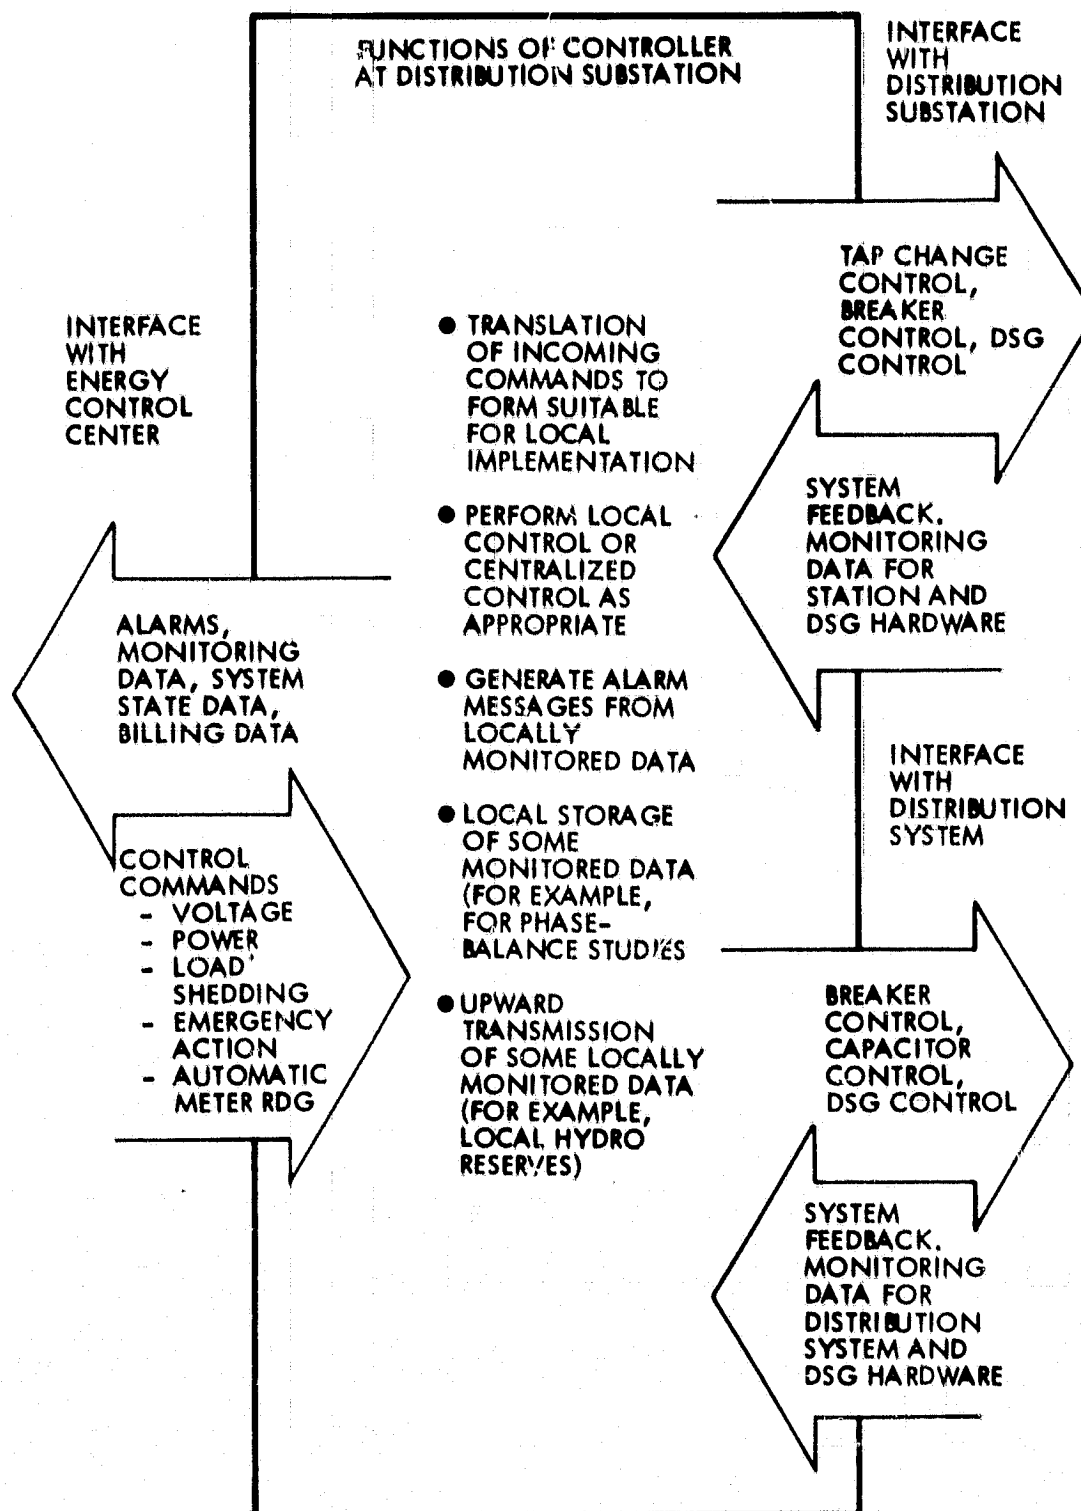 FUNCTIONS OF CONTROLLER
AT DISTRIBUTION SUBSTATION
INTERFACE
WITH
DISTRIBUTION
SUBSTATION
TAP CHANGE
CONTROL,
BREAKER
CONTROL, DSG
CONTROL
INTERFACE
WITH
ENERGY
CONTROL
CENTER
● TRANSLATION
OF INCOMING
COMMANDS TO
FORM SUITABLE
FOR LOCAL
IMPLEMENTATION
● PERFORM LOCAL
CONTROL OR
CENTRALIZED
CONTROL AS
APPROPRIATE
● GENERATE ALARM
MESSAGES FROM
LOCALLY
MONITORED DATA
● LOCAL STORAGE
OF SOME
MONITORED DATA
(FOR EXAMPLE,
FOR PHASE-
BALANCE STUDIES
● UPWARD
TRANSMISSION
OF SOME LOCALLY
MONITORED DATA
(FOR EXAMPLE,
LOCAL HYDRO
RESERVES)
SYSTEM
FEEDBACK.
MONITORING
DATA FOR
STATION AND
DSG HARDWARE
ALARMS,
MONITORING
DATA, SYSTEM
STATE DATA,
BILLING DATA
CONTROL
COMMANDS
- VOLTAGE
- POWER
- LOAD
SHEDDING
- EMERGENCY
ACTION
- AUTOMATIC
METER RDG
INTERFACE
WITH
DISTRIBUTION
SYSTEM
BREAKER
CONTROL,
CAPACITOR
CONTROL,
DSG CONTROL
SYSTEM
FEEDBACK.
MONITORING
DATA FOR
DISTRIBUTION
SYSTEM AND
DSG HARDWARE